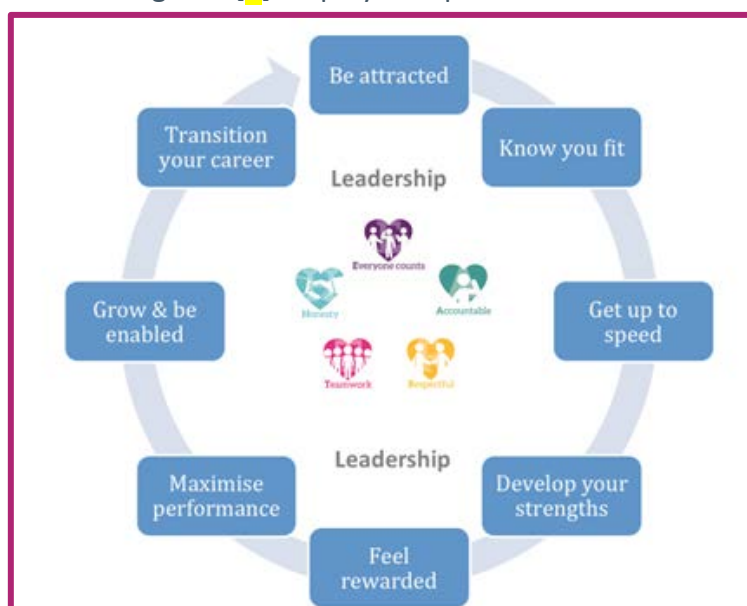 Be attracted
Know you fit
Get up to
speed
Develop your
strengths
Feel
rewarded
Maximise
performance
Grow & be
enabled
Transition
your career
Leadership
Everyone counts
Honesty
Accountable
Teamwork
Respectful
Leadership